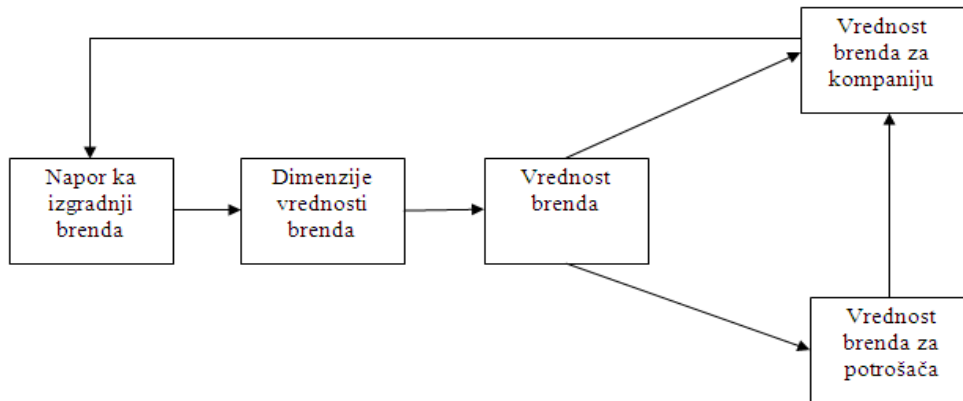 Vrednost
brenda za
kompaniju
Napor ka
izgradnji
brenda
Dimenzije
vrednosti
brenda
Vrednost
brenda
Vrednost
brenda za
potrošača